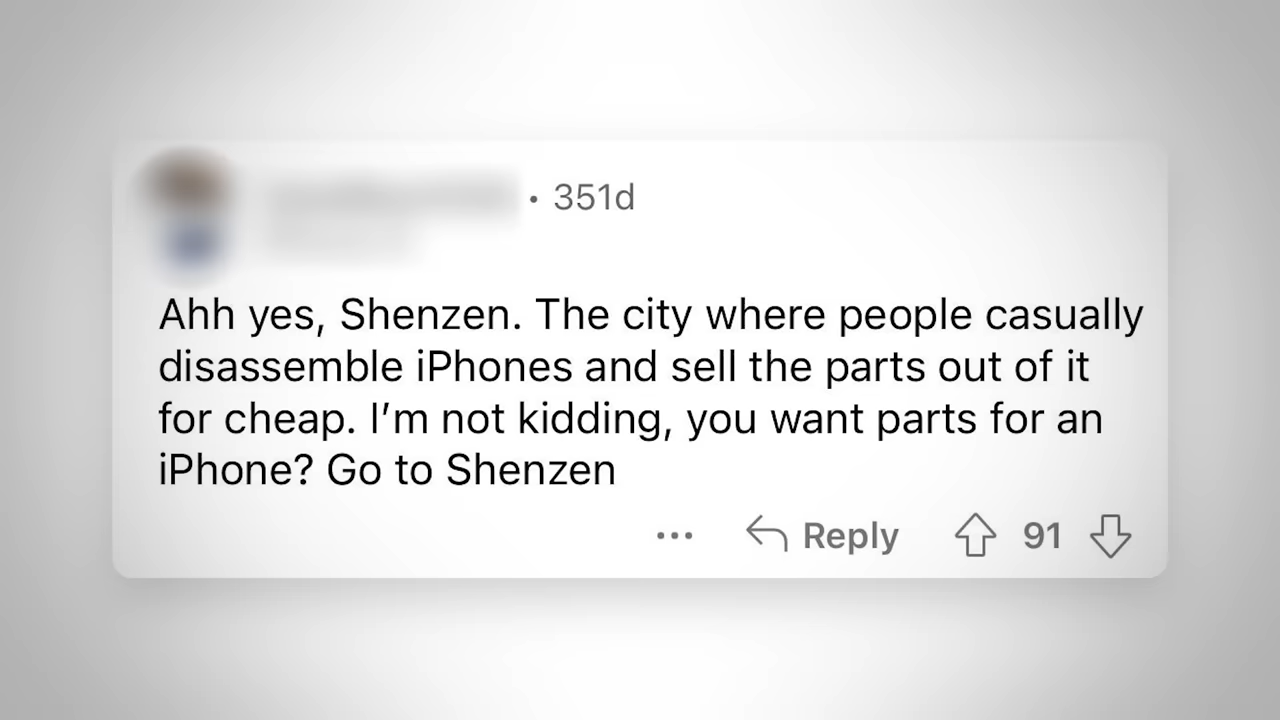 • 351d
Ahh yes, Shenzen. The city where people casually
disassemble iPhones and sell the parts out of it
for cheap. I’m not kidding, you want parts for an
iPhone? Go to Shenzen
... Reply 91